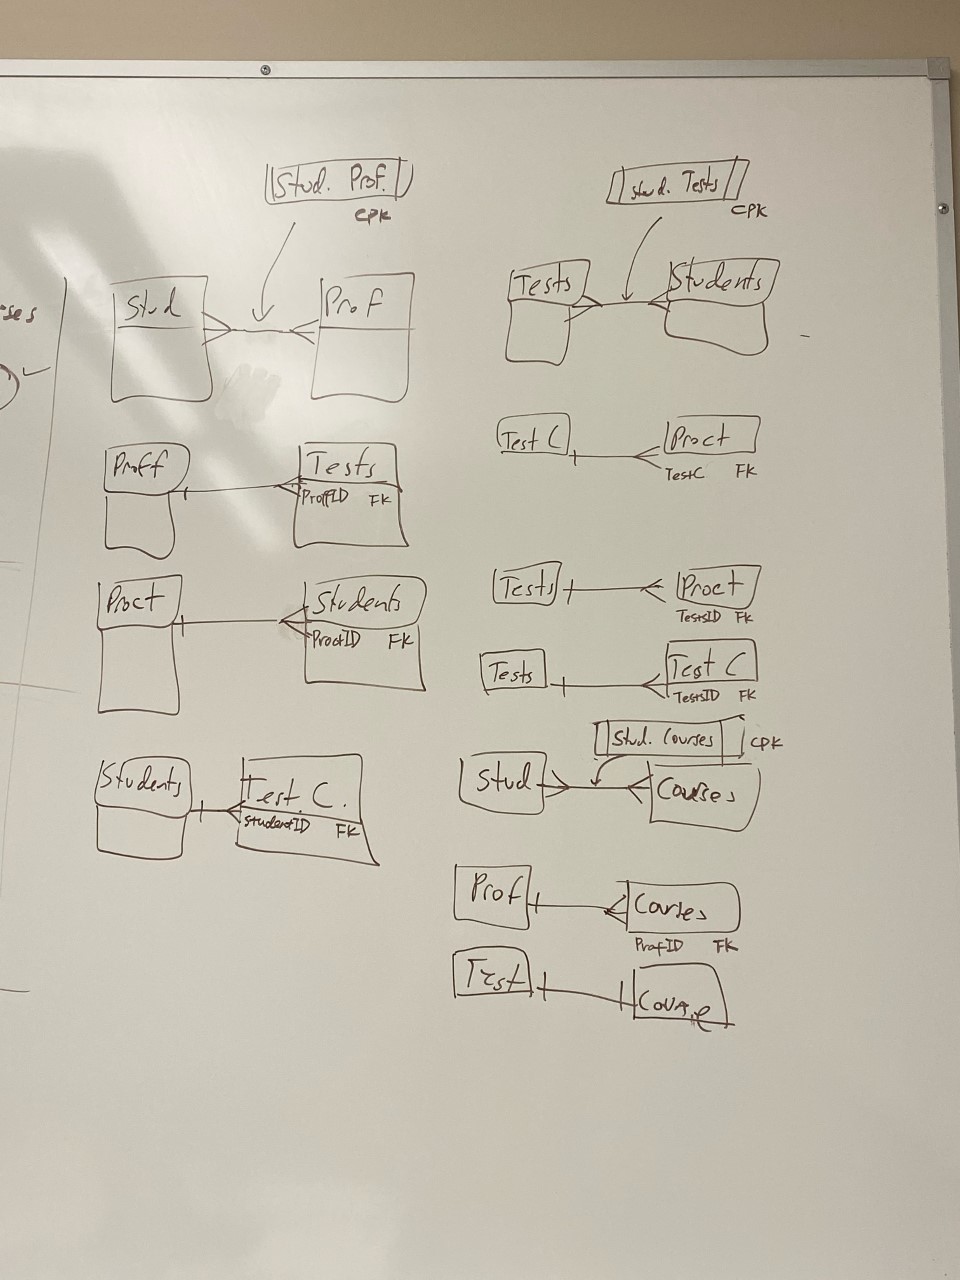 Stud. Prof.
CPK
Stud
Prof
Proff
Tests
ProffID FK
Proct
Students
ProctID FK
Students
Test. C.
StudentID FK
Stud. Tests
CPK
Tests
Students
Test C
Proct
TestC FK
Tests
Proct
TestsID FK
Tests
Test C
TestsID FK
Stud. Courses
CPK
Stud
Courses
Prof
Courses
ProfID FK
Test
Course